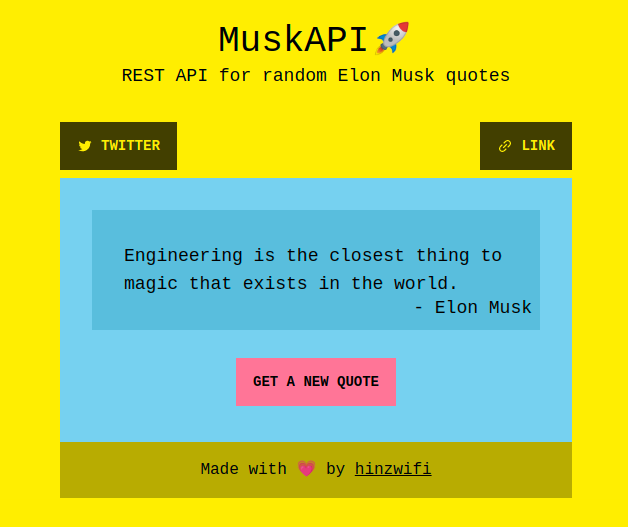 MuskAPI🚀
REST API for random Elon Musk quotes
TWITTER
LINK
Engineering is the closest thing to
magic that exists in the world.
- Elon Musk
GET A NEW QUOTE
Made with 💗 by hinzwifi